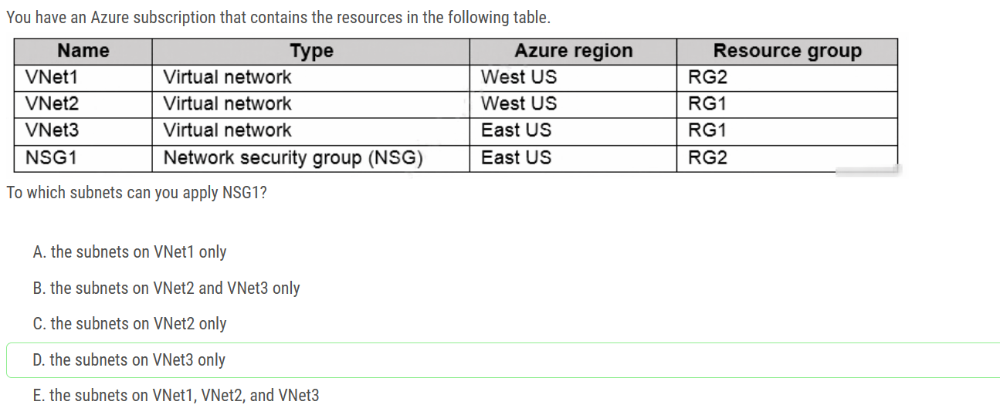 You have an Azure subscription that contains the resources in the following table.
Name Type Azure region Resource group
VNet1 Virtual network West US RG2
VNet2 Virtual network West US RG1
VNet3 Virtual network East US RG1
NSG1 Network security group (NSG) East US RG2
To which subnets can you apply NSG1?
A. the subnets on VNet1 only
B. the subnets on VNet2 and VNet3 only
C. the subnets on VNet2 only
D. the subnets on VNet3 only
E. the subnets on VNet1, VNet2, and VNet3